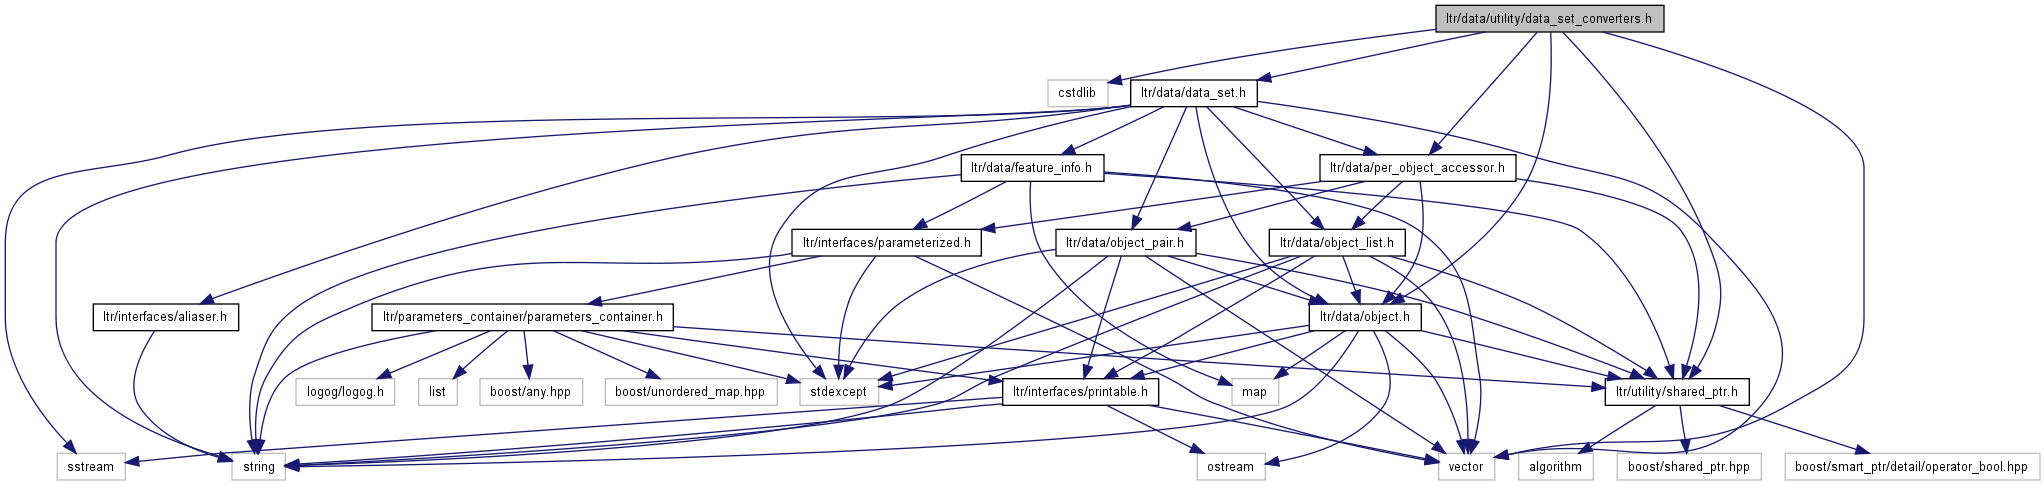 ltr/data/utility/data_set_converters.h
cstdlib
ltr/data/data_set.h
ltr/data/feature_info.h
ltr/data/per_object_accessor.h
ltr/interfaces/parameterized.h
ltr/data/object_pair.h
ltr/data/object_list.h
ltr/interfaces/aliaser.h
ltr/parameters_container/parameters_container.h
ltr/data/object.h
logog/logog.h
list
boost/any.hpp
boost/unordered_map.hpp
stdexcept
ltr/interfaces/printable.h
map
ltr/utility/shared_ptr.h
sstream
string
ostream
vector
algorithm
boost/shared_ptr.hpp
boost/smart_ptr/detail/operator_bool.hpp